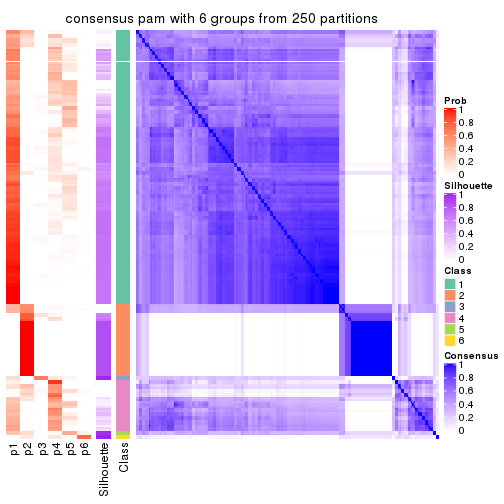 consensus pam with 6 groups from 250 partitions
Prob
1
0.8
0.6
0.4
0.2
0
Silhouette
1
0.8
0.6
0.4
0.2
0
Class
1
2
3
4
5
6
Consensus
1
0.8
0.6
0.4
0.2
0
p1
p2
p3
p4
p5
p6
Silhouette
Class